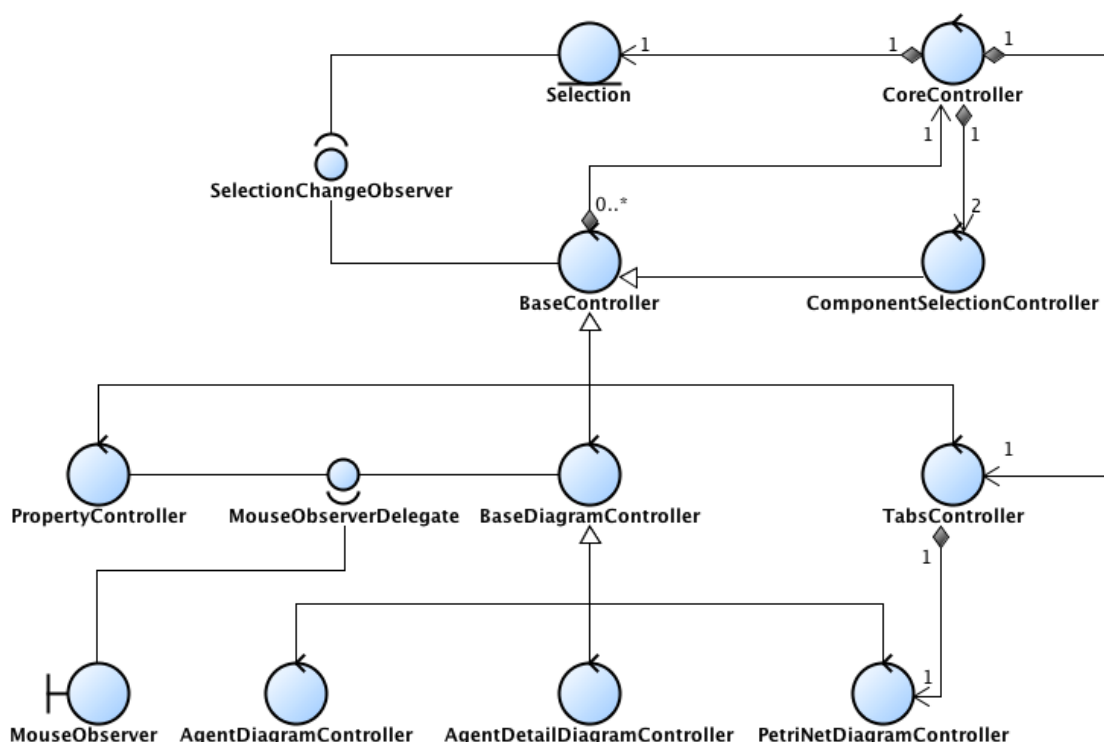 1
1
1
Selection
CoreController
1
1
SelectionChangeObserver
0..*
2
BaseController
ComponentSelectionController
1
PropertyController
MouseObserverDelegate
BaseDiagramController
TabsController
1
1
MouseObserver
AgentDiagramController
AgentDetailDiagramController
PetriNetDiagramController